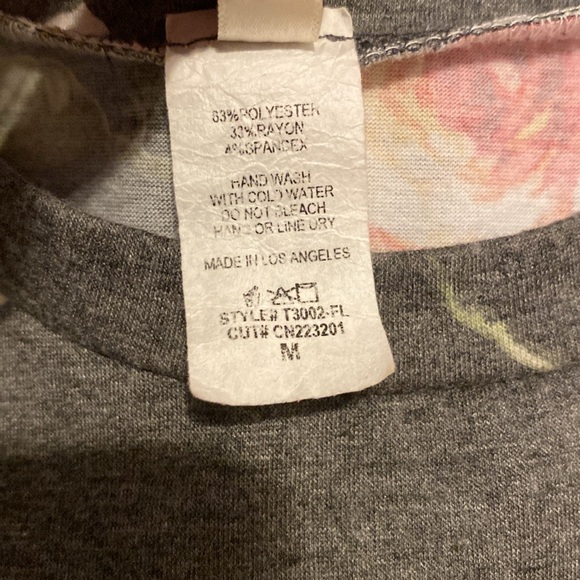 63%POLYESTER
33%RAYON
4%SPANDEX
HAND WASH
WITH COLD WATER
DO NOT BLEACH
HANG OR LINE DRY
MADE IN LOS ANGELES
STYLE# T3002-FL
CUT# CN223201
M